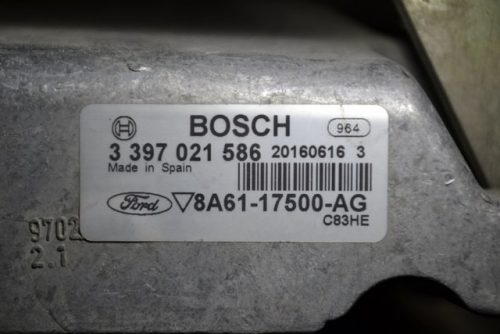 BOSCH 964
3 397 021 586 20160616 3
Made in Spain
Ford 8A61-17500-AG
C83HE
9702
2.1